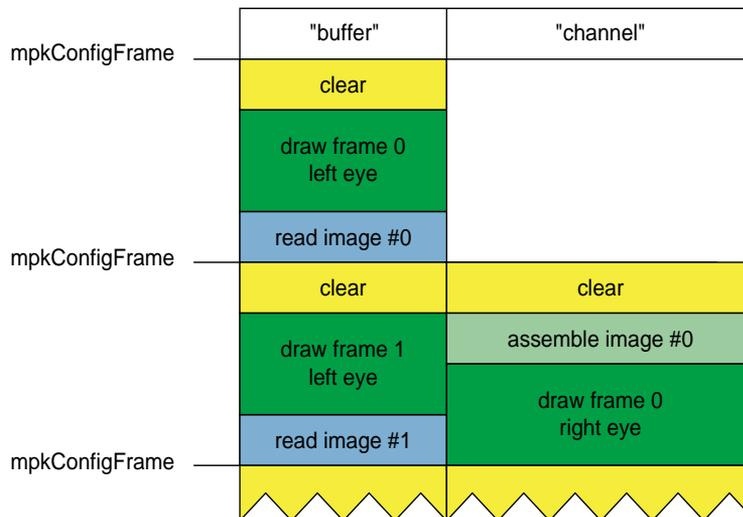 "buffer"
"channel"
mpkConfigFrame
clear
draw frame 0
left eye
read image #0
mpkConfigFrame
clear
clear
draw frame 1
left eye
assemble image #0
draw frame 0
right eye
read image #1
mpkConfigFrame